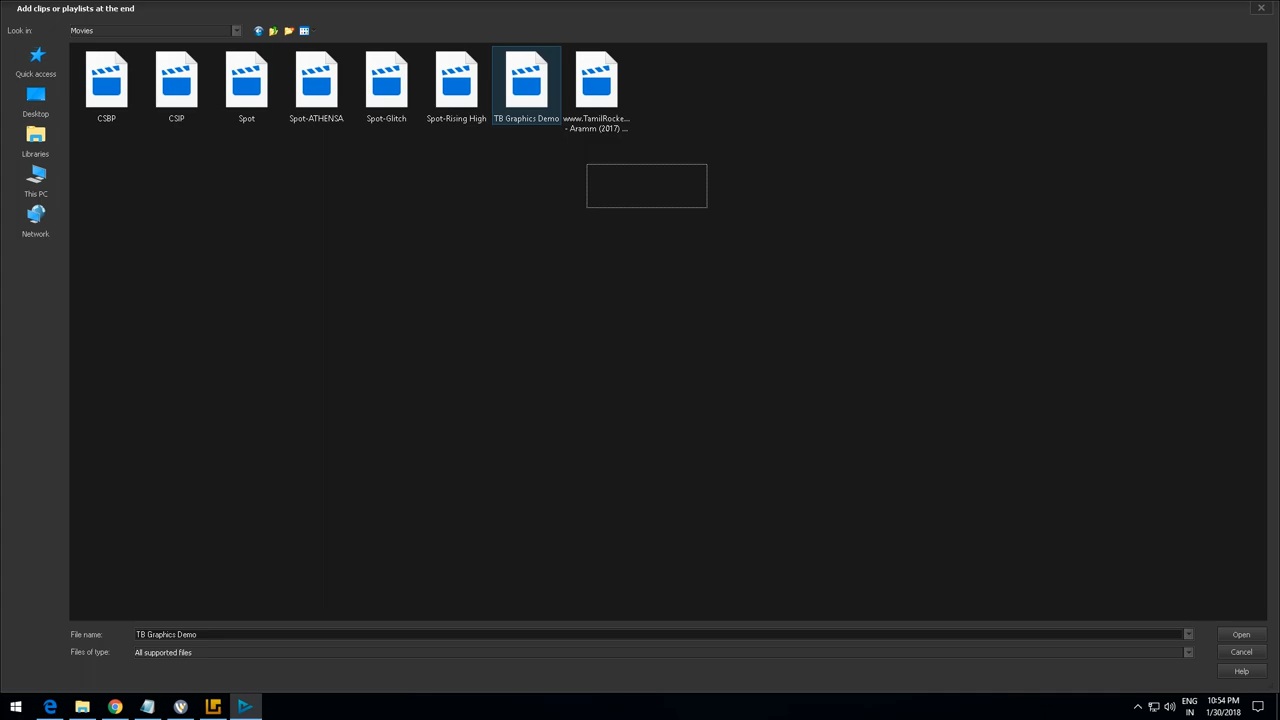 Add clips or playlists at the end
Look in:
Movies
Quick access
Desktop
Libraries
This PC
Network
CSBP
CSIP
Spot
Spot-ATHENSA
Spot-Glitch
Spot-Rising High
TB Graphics Demo
www.TamilRocke...
- Aramm (2017) ...
File name:
TB Graphics Demo
Open
Files of type:
All supported files
Cancel
Help
ENG
IN
10:54 PM
1/30/2018